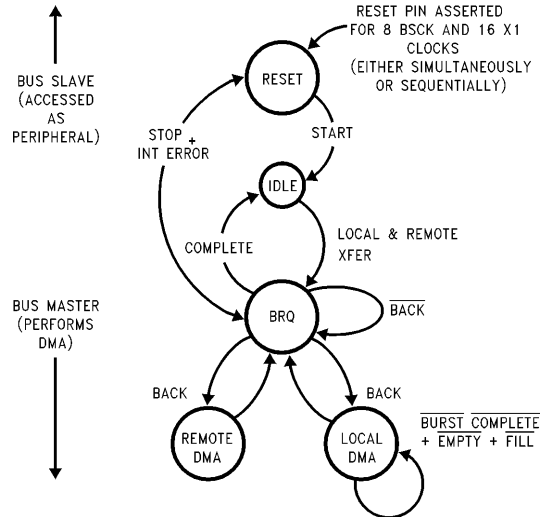 RESET PIN ASSERTED
FOR 8 BSCK AND 16 X1
CLOCKS
(EITHER SIMULTANEOUSLY
OR SEQUENTIALLY)
RESET
BUS SLAVE
(ACCESSED
AS
PERIPHERAL)
STOP +
INT ERROR
START
IDLE
COMPLETE
LOCAL & REMOTE
XFER
BUS MASTER
(PERFORMS
DMA)
BRQ
BACK
BACK
BACK
REMOTE
DMA
LOCAL
DMA
BURST COMPLETE
+ EMPTY + FILL